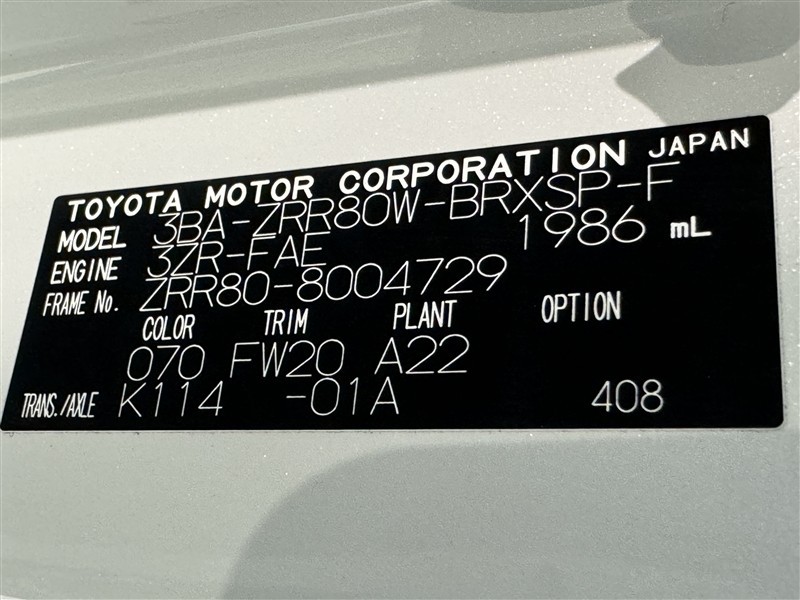 TOYOTA MOTOR CORPORATION JAPAN
MODEL 3BA-ZRR80W-BRXSP-F
ENGINE 3ZR-FAE 1986 mL
FRAME No. ZRR80-8004729
COLOR TRIM PLANT OPTION
070 FW20 A22
TRANS./AXLE K114 -01A 408